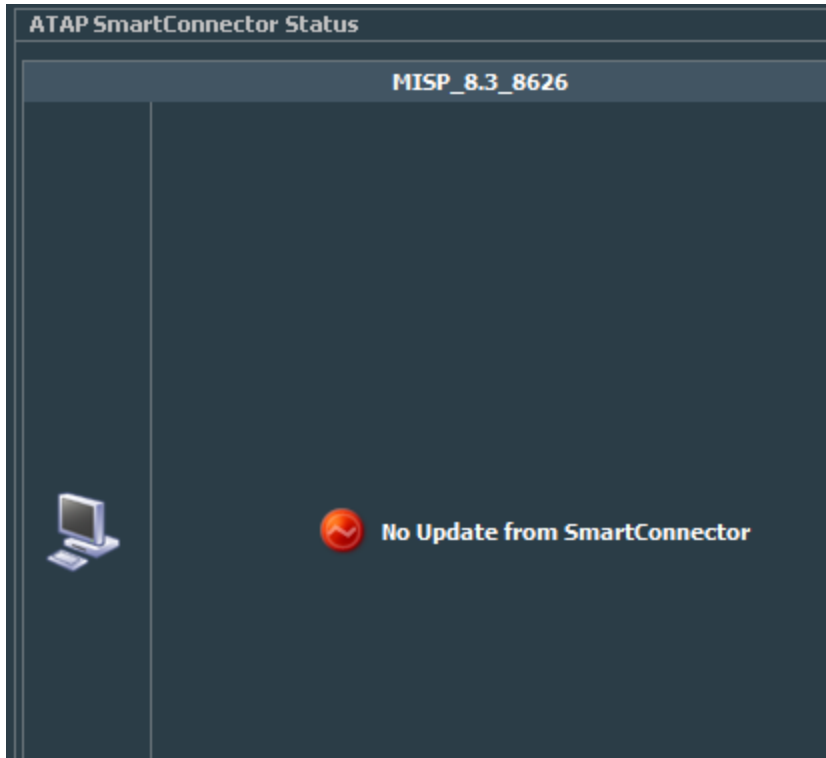 ATAP SmartConnector Status
MISP_8.3_8626
No Update from SmartConnector